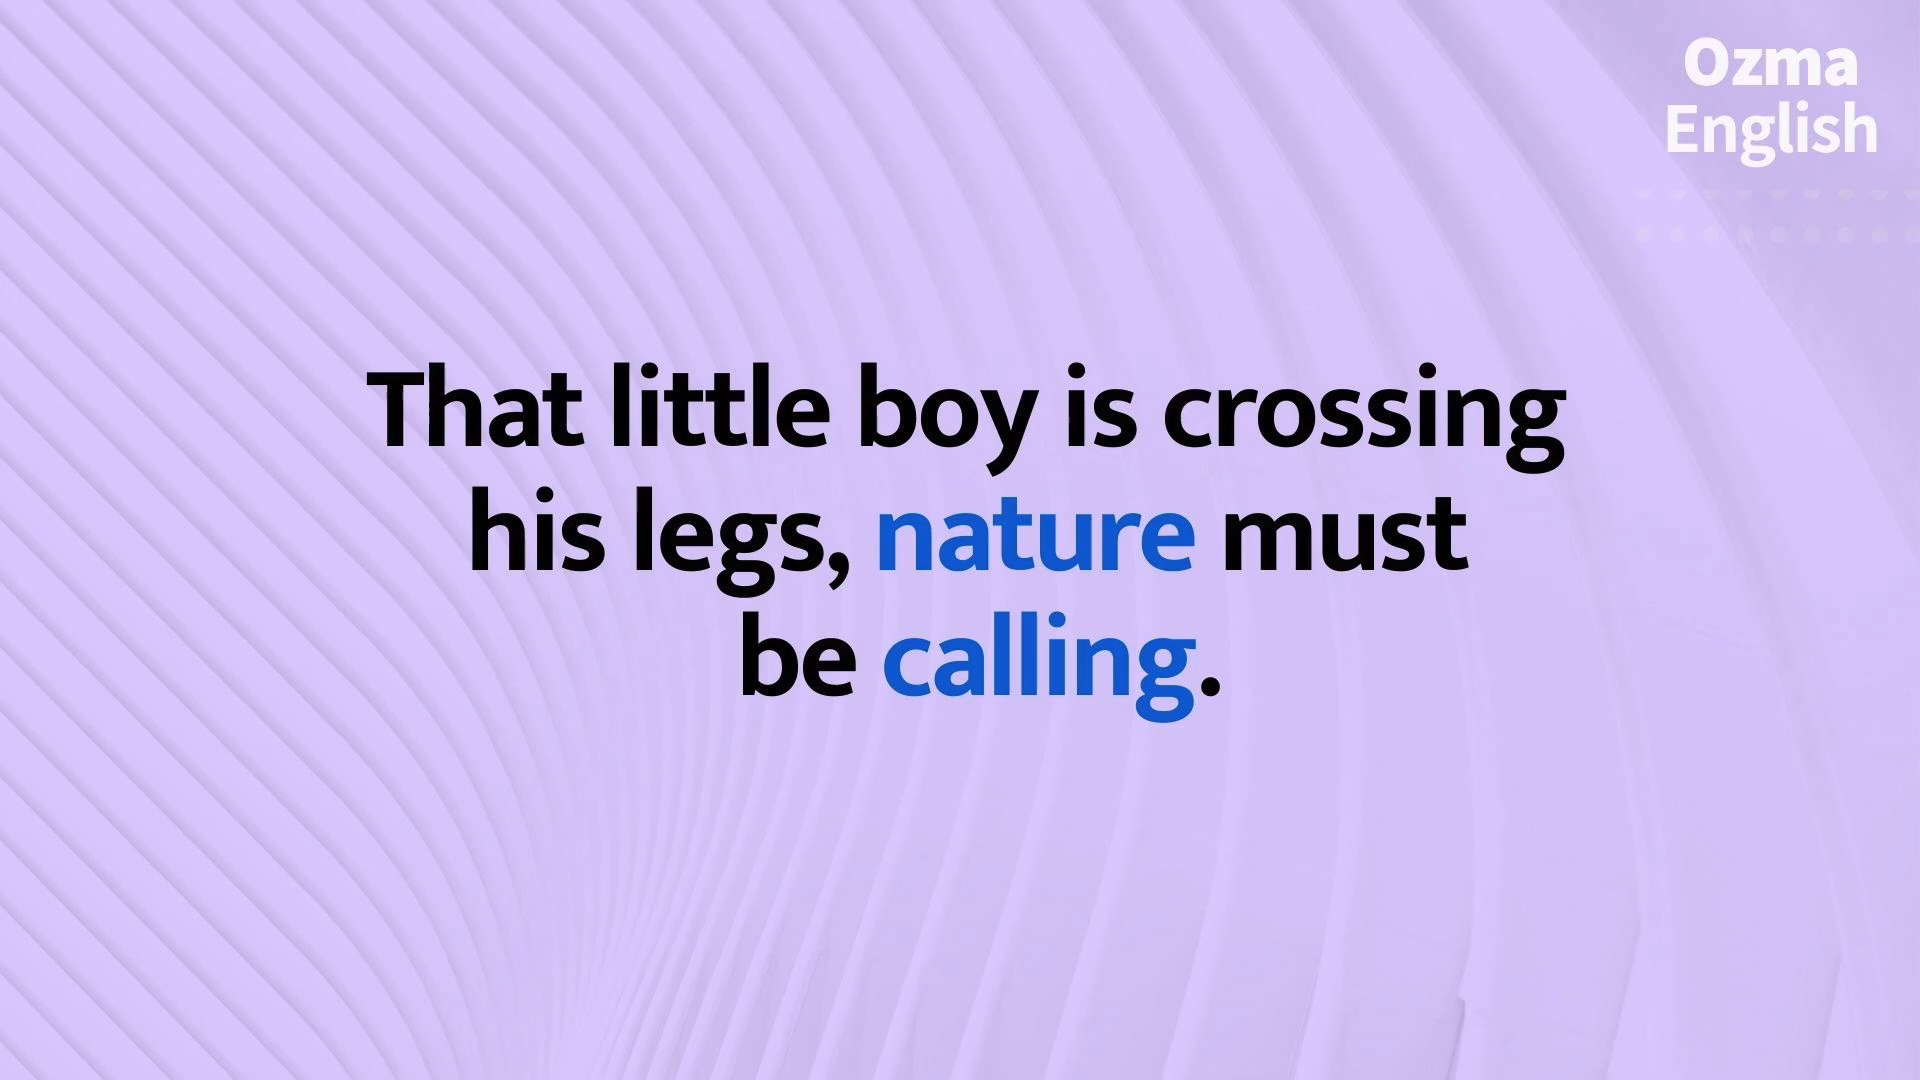 Ozma
English
That little boy is crossing
his legs, nature must
be calling.